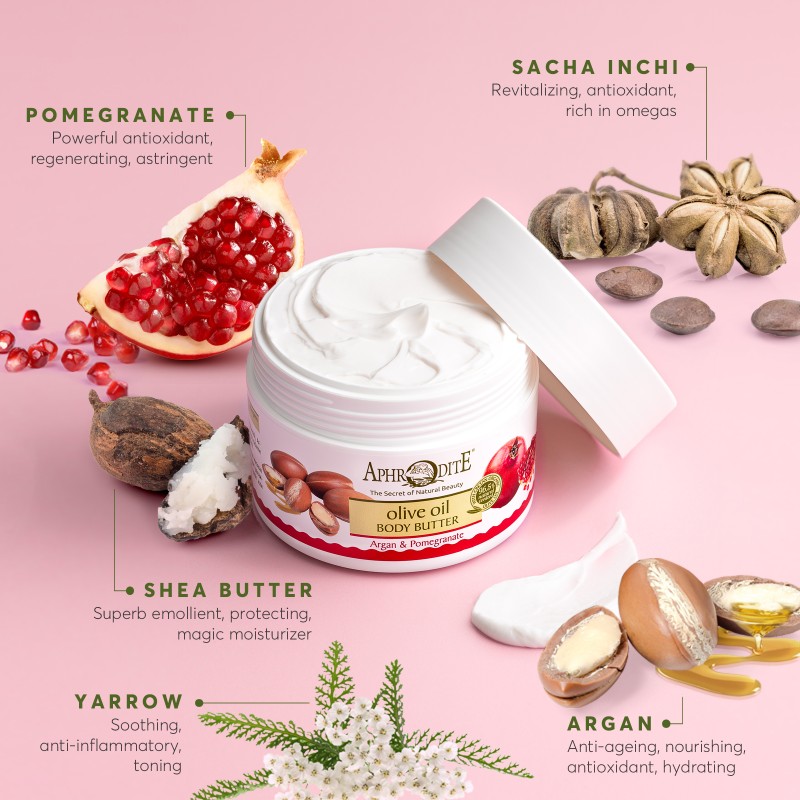 SACHA INCHI
Revitalizing, antioxidant,
rich in omegas
POMEGRANATE
Powerful antioxidant,
regenerating, astringent
APHRODITE
The Secret of Natural Beauty
olive oil
BODY BUTTER
Argan & Pomegranate
SHEA BUTTER
Superb emollient, protecting,
magic moisturizer
YARROW
Soothing,
anti-inflammatory,
toning
ARGAN
Anti-ageing, nourishing,
antioxidant, hydrating